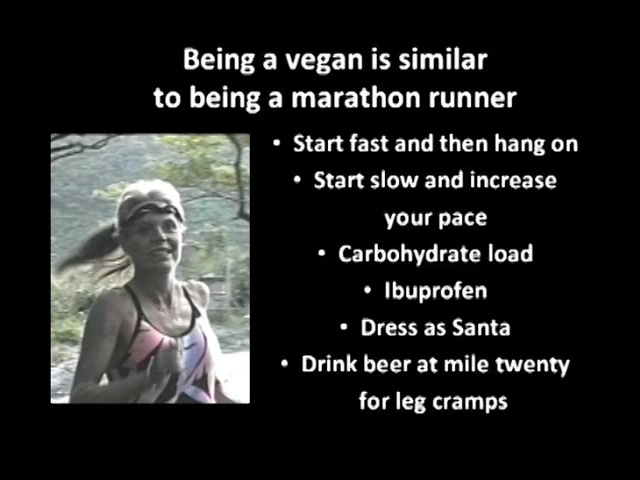 Being a vegan is similar
to being a marathon runner
• Start fast and then hang on
• Start slow and increase
your pace
• Carbohydrate load
• Ibuprofen
• Dress as Santa
• Drink beer at mile twenty
for leg cramps